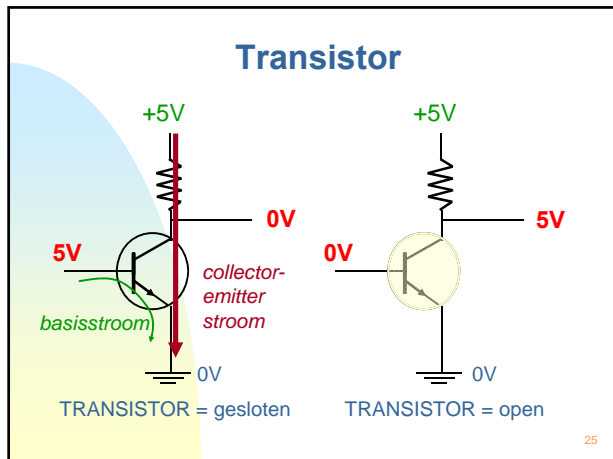 Transistor
+5V
0V
5V
collector-
emitter
stroom
basisstroom
0V
TRANSISTOR = gesloten
+5V
5V
0V
0V
TRANSISTOR = open
25